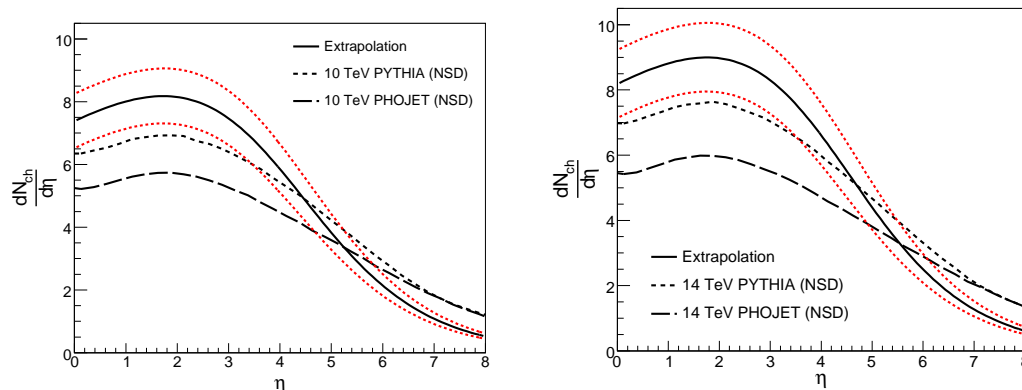 10
8
6
4
2
0
dN_ch
dη
Extrapolation
10 TeV PYTHIA (NSD)
10 TeV PHOJET (NSD)
0 1 2 3 4 5 6 7 8
η
10
8
6
4
2
0
dN_ch
dη
Extrapolation
14 TeV PYTHIA (NSD)
14 TeV PHOJET (NSD)
0 1 2 3 4 5 6 7 8
η